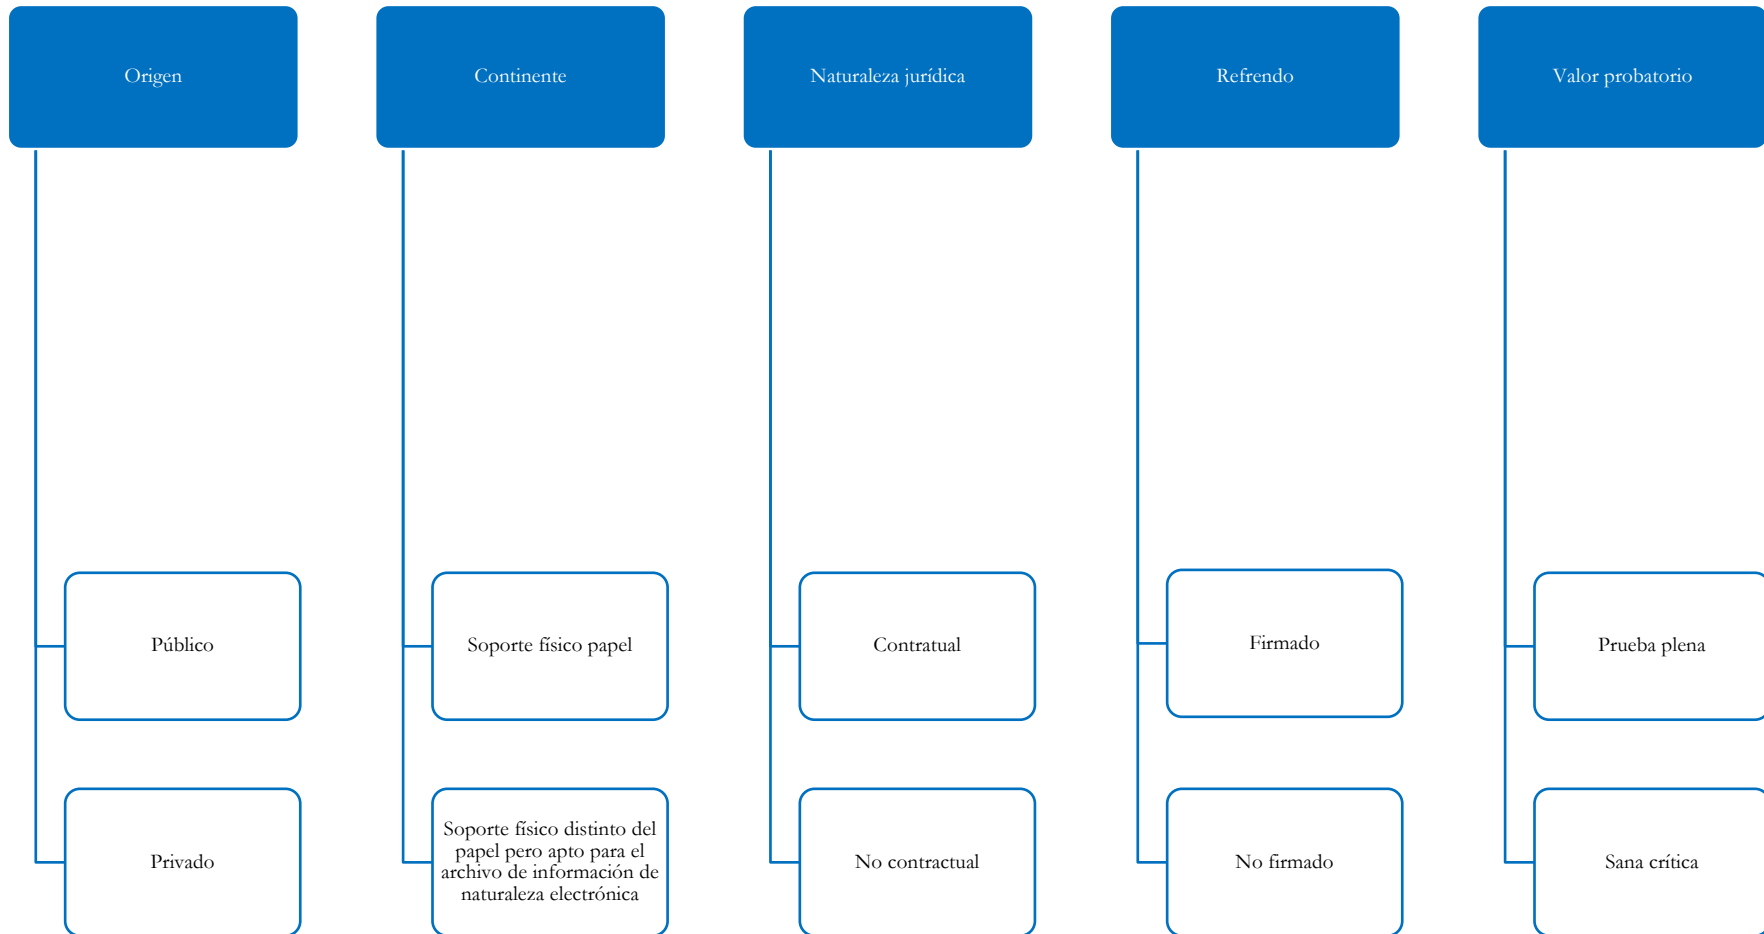 Origen
Continente
Naturaleza jurídica
Refrendo
Valor probatorio
Público
Soporte físico papel
Contratual
Firmado
Prueba plena
Privado
Soporte físico distinto del
papel pero apto para el
archivo de información de
naturaleza electrónica
No contractual
No firmado
Sana crítica